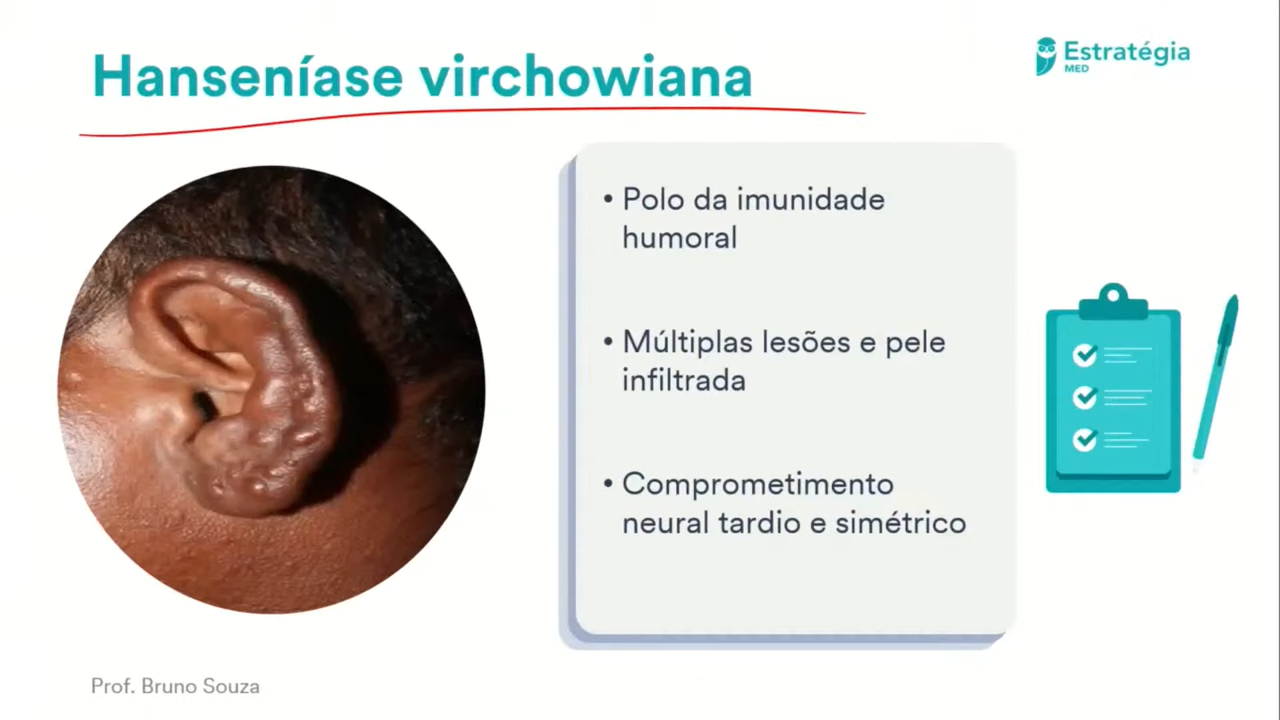 Hanseníase virchowiana
Estratégia
MED
• Polo da imunidade
humoral
• Múltiplas lesões e pele
infiltrada
• Comprometimento
neural tardio e simétrico
Prof. Bruno Souza